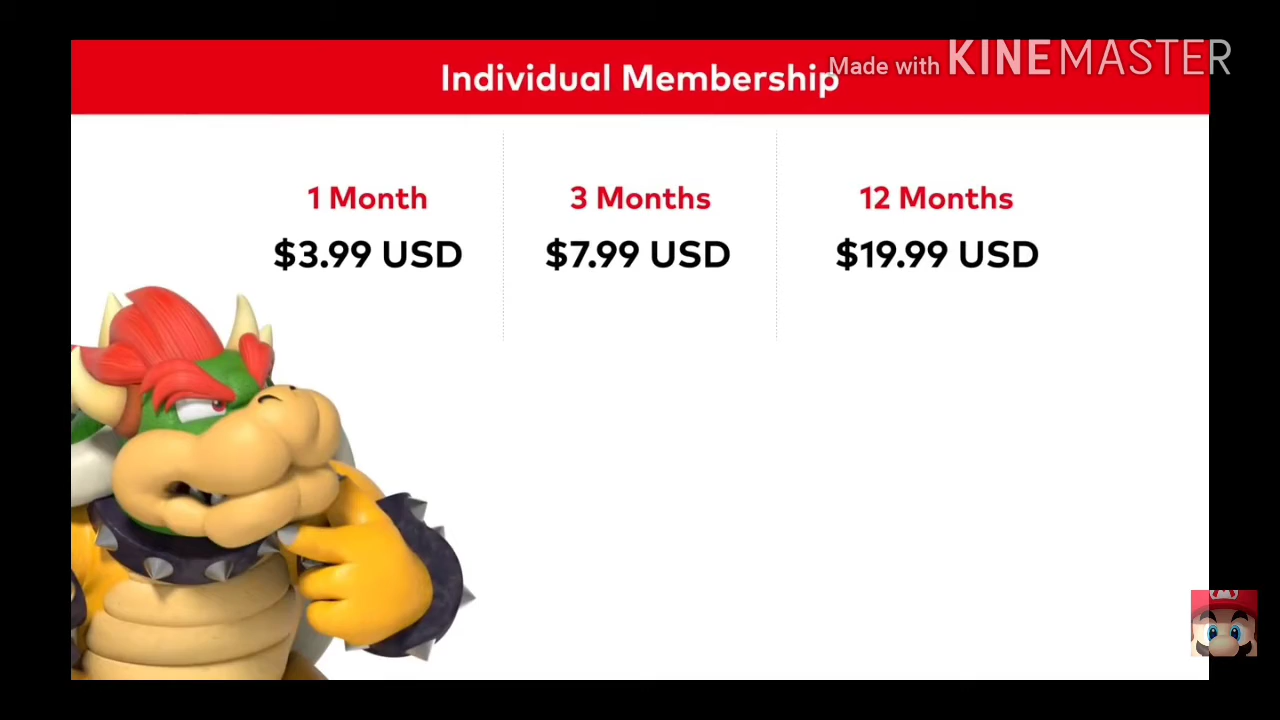 Individual Membership
Made with KINEMASTER
1 Month
3 Months
12 Months
$3.99 USD
$7.99 USD
$19.99 USD
M